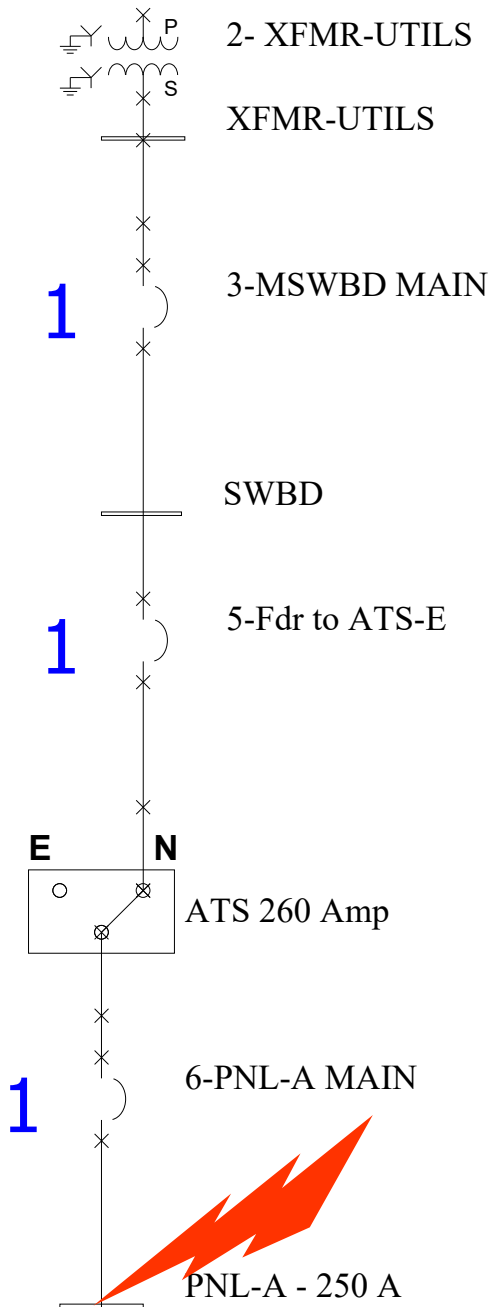 P
2- XFMR-UTILS
S
XFMR-UTILS
3-MSWBD MAIN
1
SWBD
5-Fdr to ATS-E
1
E
N
ATS 260 Amp
6-PNL-A MAIN
1
PNL-A - 250 A